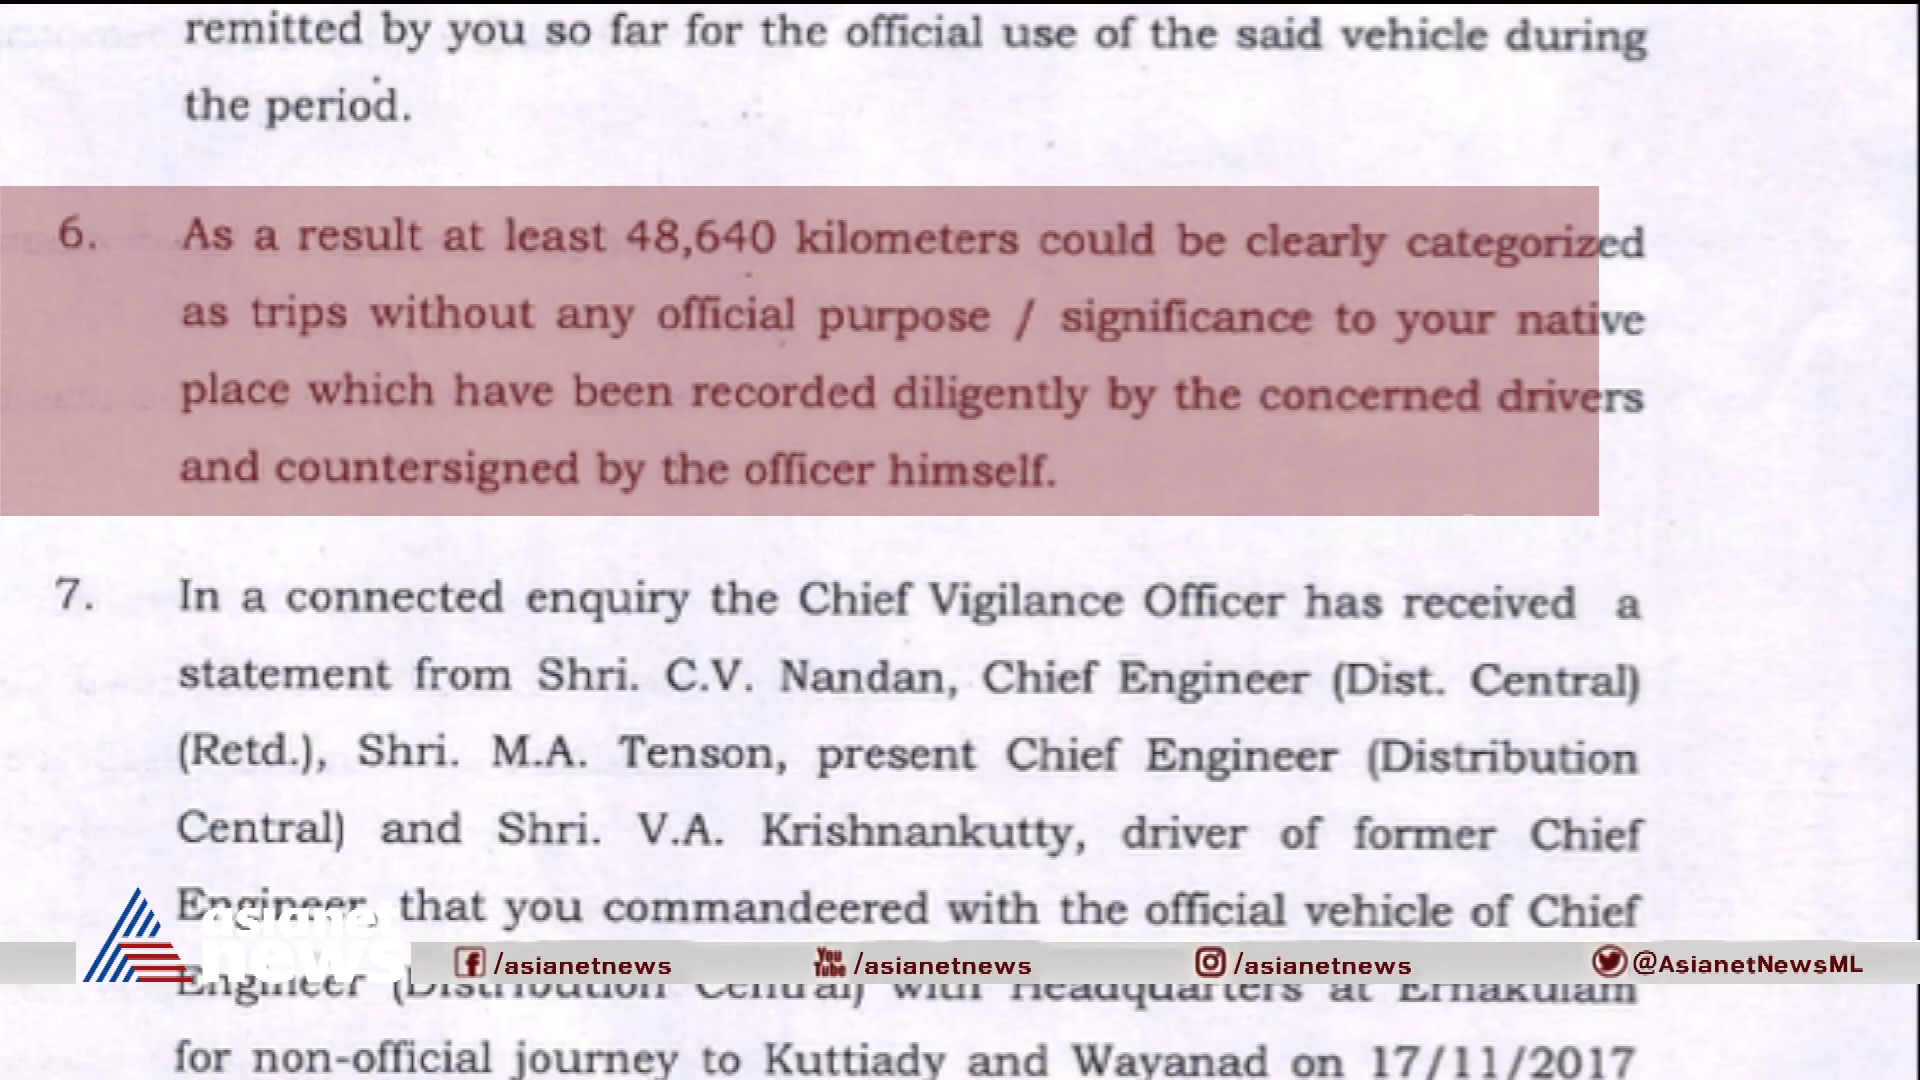 remitted by you so far for the official use of the said vehicle during
the period.
6. As a result at least 48,640 kilometers could be clearly categorized
as trips without any official purpose / significance to your native
place which have been recorded diligently by the concerned drivers
and countersigned by the officer himself.
7. In a connected enquiry the Chief Vigilance Officer has received a
statement from Shri. C.V. Nandan, Chief Engineer (Dist. Central)
(Retd.), Shri. M.A. Tenson, present Chief Engineer (Distribution
Central) and Shri. V.A. Krishnankutty, driver of former Chief
Engineer that you commandeered with the official vehicle of Chief
Engineer (Distribution Central) with Headquarters at Ernakulam
for non-official journey to Kuttiady and Wayanad on 17/11/2017
asianet
news
/asianetnews
You
Tube
/asianetnews
/asianetnews
@AsianetNewsML